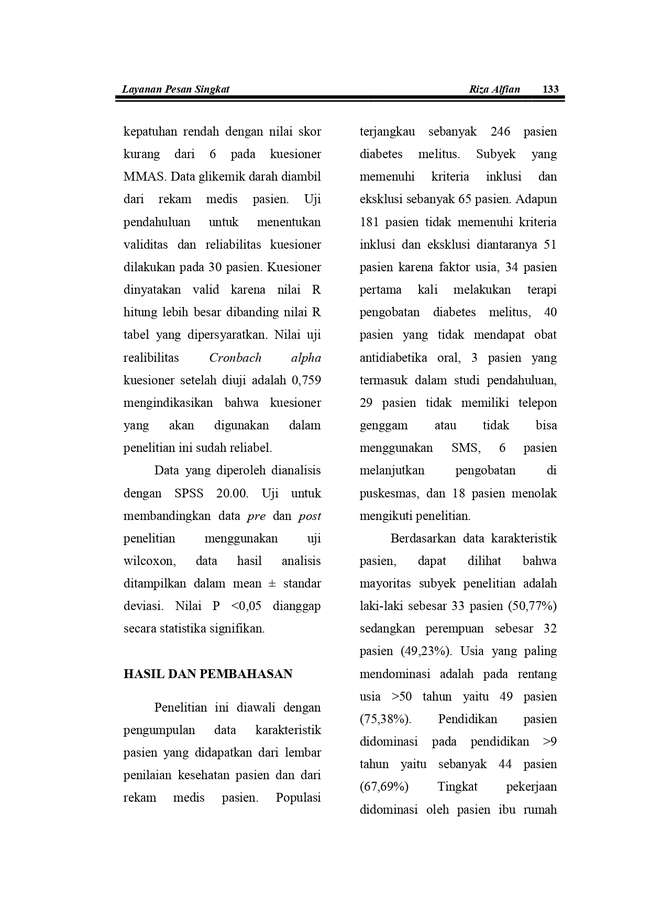 Layanan Pesan Singkat Riza Alfian 133
kepatuhan rendah dengan nilai skor
kurang dari 6 pada kuesioner
MMAS. Data glikemik darah diambil
dari rekam medis pasien. Uji
pendahuluan untuk menentukan
validitas dan reliabilitas kuesioner
dilakukan pada 30 pasien. Kuesioner
dinyatakan valid karena nilai R
hitung lebih besar dibanding nilai R
tabel yang dipersyaratkan. Nilai uji
realibilitas Cronbach alpha
kuesioner setelah diuji adalah 0,759
mengindikasikan bahwa kuesioner
yang akan digunakan dalam
penelitian ini sudah reliabel.
Data yang diperoleh dianalisis
dengan SPSS 20.00. Uji untuk
membandingkan data pre dan post
penelitian menggunakan uji
wilcoxon, data hasil analisis
ditampilkan dalam mean ± standar
deviasi. Nilai P <0,05 dianggap
secara statistika signifikan.
HASIL DAN PEMBAHASAN
Penelitian ini diawali dengan
pengumpulan data karakteristik
pasien yang didapatkan dari lembar
penilaian kesehatan pasien dan dari
rekam medis pasien. Populasi
terjangkau sebanyak 246 pasien
diabetes melitus. Subyek yang
memenuhi kriteria inklusi dan
eksklusi sebanyak 65 pasien. Adapun
181 pasien tidak memenuhi kriteria
inklusi dan eksklusi diantaranya 51
pasien karena faktor usia, 34 pasien
pertama kali melakukan terapi
pengobatan diabetes melitus, 40
pasien yang tidak mendapat obat
antidiabetika oral, 3 pasien yang
termasuk dalam studi pendahuluan,
29 pasien tidak memiliki telepon
genggam atau tidak bisa
menggunakan SMS, 6 pasien
melanjutkan pengobatan di
puskesmas, dan 18 pasien menolak
mengikuti penelitian.
Berdasarkan data karakteristik
pasien, dapat dilihat bahwa
mayoritas subyek penelitian adalah
laki-laki sebesar 33 pasien (50,77%)
sedangkan perempuan sebesar 32
pasien (49,23%). Usia yang paling
mendominasi adalah pada rentang
usia >50 tahun yaitu 49 pasien
(75,38%). Pendidikan pasien
didominasi pada pendidikan >9
tahun yaitu sebanyak 44 pasien
(67,69%) Tingkat pekerjaan
didominasi oleh pasien ibu rumah